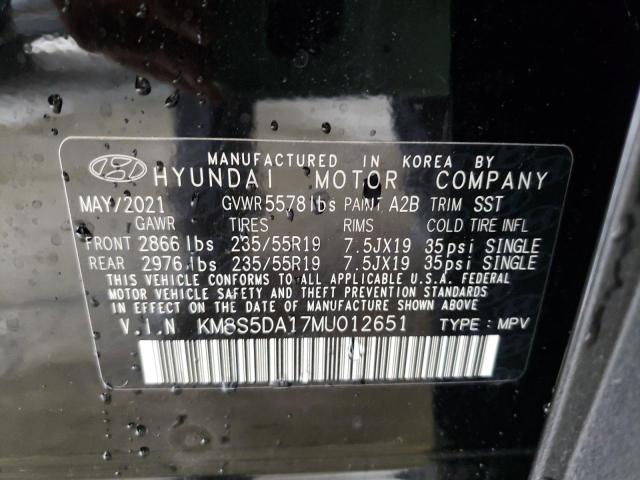 MANUFACTURED IN KOREA BY
HYUNDAI MOTOR COMPANY
MAY/2021 GVWR 5578 lbs PAINT A2B TRIM SST
GAWR TIRES RIMS COLD TIRE INFL
FRONT 2866 lbs 235/55R19 7.5JX19 35psi SINGLE
REAR 2976 lbs 235/55R19 7.5JX19 35psi SINGLE
THIS VEHICLE CONFORMS TO ALL APPLICABLE U.S.A. FEDERAL
MOTOR VEHICLE SAFETY AND THEFT PREVENTION STANDARDS
IN EFFECT ON THE DATE OF MANUFACTURE SHOWN ABOVE
V.I.N KM8S5DA17MU012651 TYPE: MPV